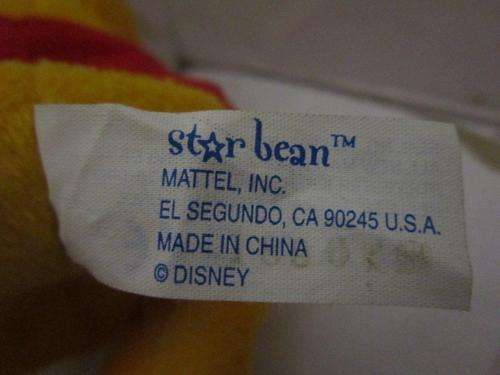 star bean™
MATTEL, INC.
EL SEGUNDO, CA 90245 U.S.A.
MADE IN CHINA
© DISNEY